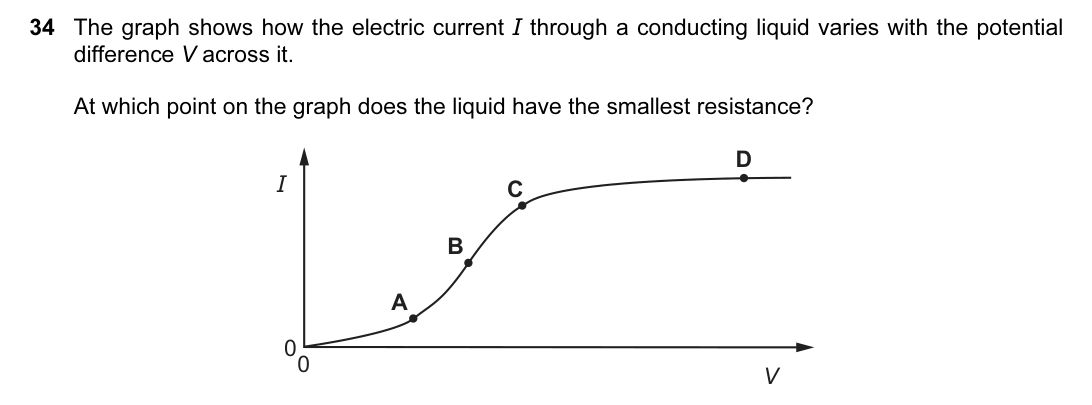 34 The graph shows how the electric current I through a conducting liquid varies with the potential
difference V across it.
At which point on the graph does the liquid have the smallest resistance?
D
I
C
B
A
0
0
V